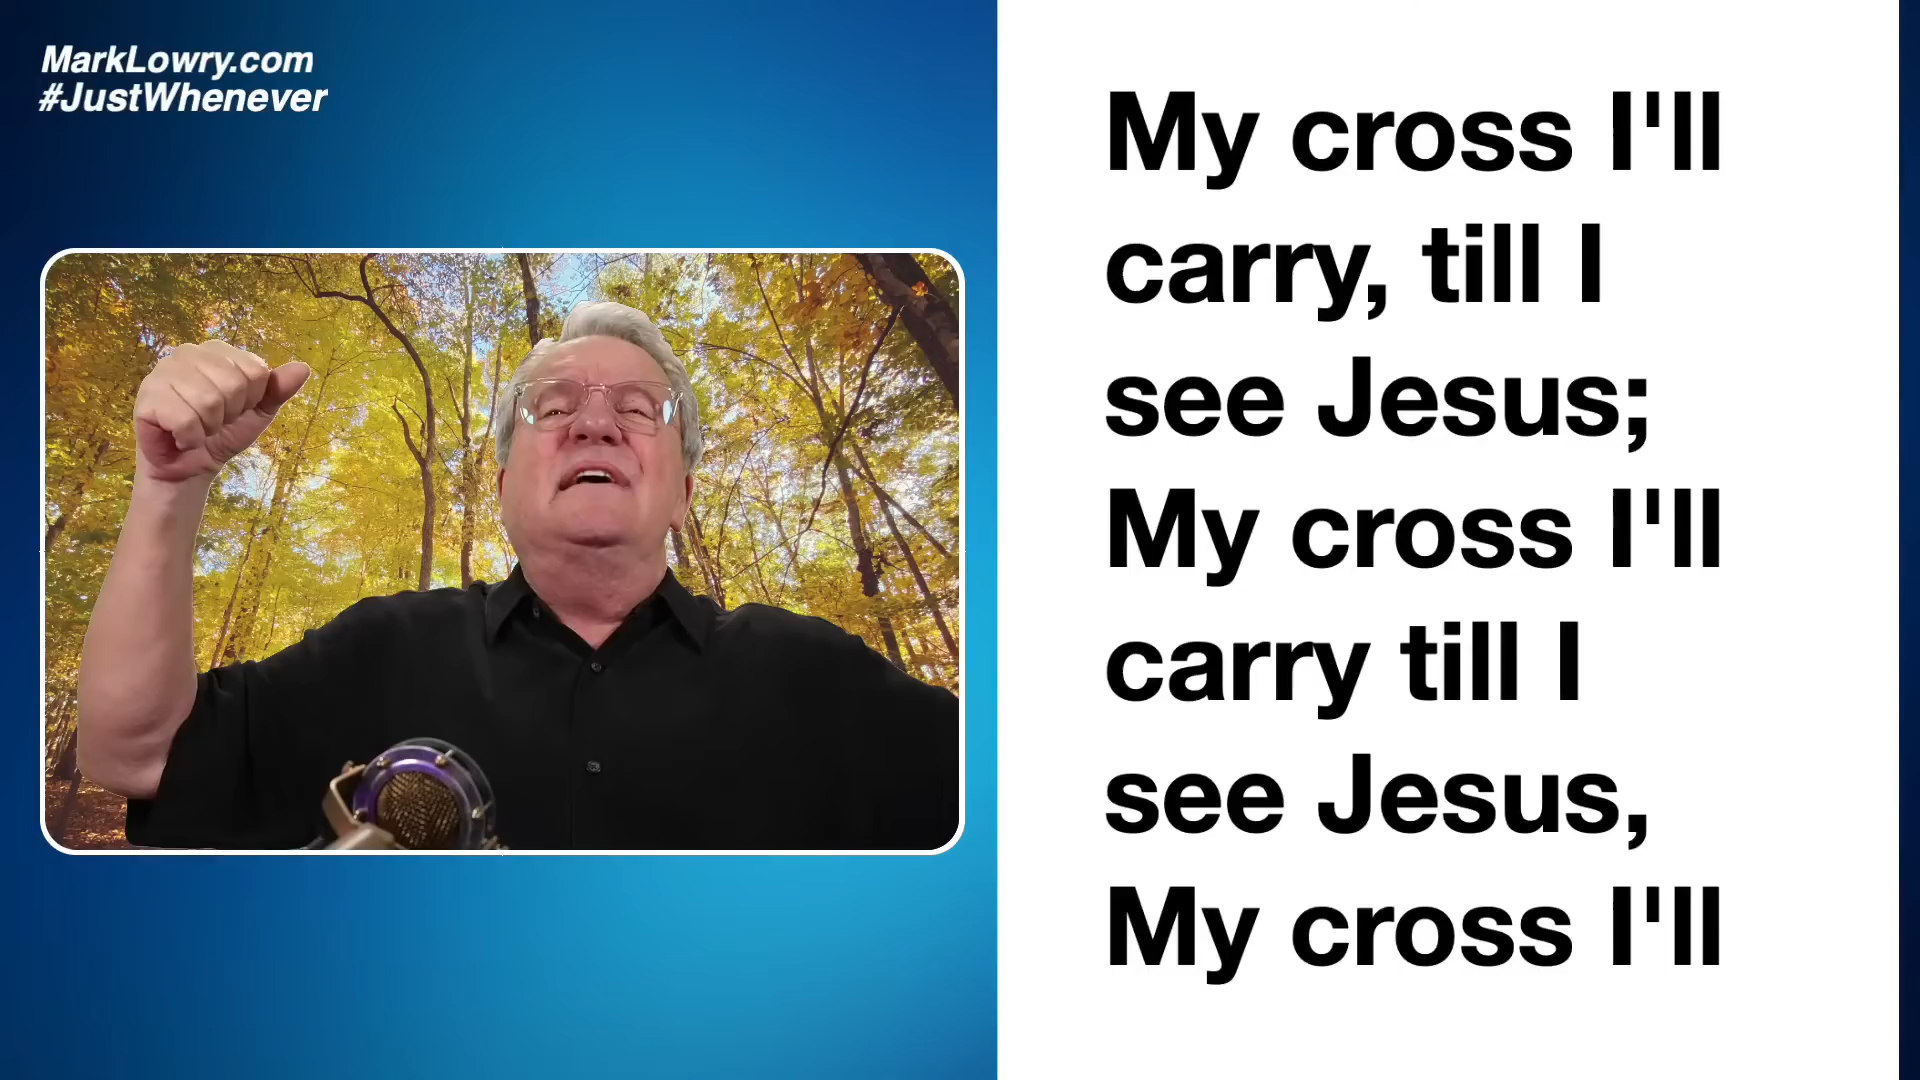 MarkLowry.com
#JustWhenever
My cross I'll
carry, till I
see Jesus;
My cross I'll
carry till I
see Jesus,
My cross I'll